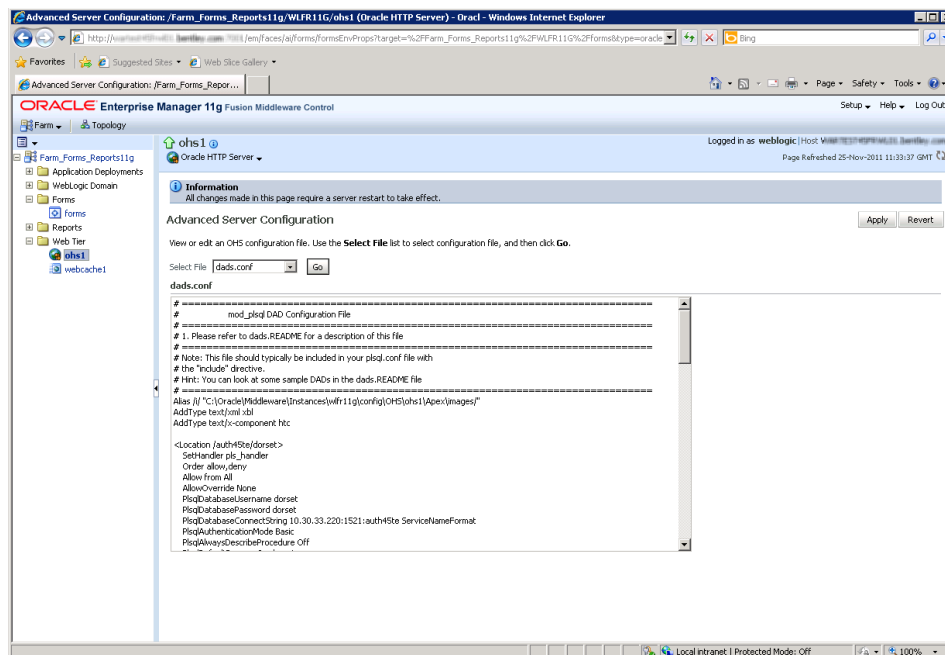 Advanced Server Configuration: /Farm_Forms_Reports11g/WLFR11G/ohs1 (Oracle HTTP Server) - Oracl - Windows Internet Explorer
http:// /em/faces/ai/forms/formsEnvProps?target=%2FFarm_Forms_Reports11g%2FWLFR11G%2Fforms&type=oracle
Bing
Favorites Suggested Sites Web Slice Gallery
Advanced Server Configuration: /Farm_Forms_Repor...
Page Safety Tools
ORACLE Enterprise Manager 11g Fusion Middleware Control
Setup Help Log Out
Farm Topology
Farm_Forms_Reports11g
Application Deployments
WebLogic Domain
Forms
forms
Reports
Web Tier
ohs1
webcache1
ohs1
Oracle HTTP Server
Logged in as weblogic|Host
Page Refreshed 25-Nov-2011 11:33:37 GMT
Information
All changes made in this page require a server restart to take effect.
Advanced Server Configuration
Apply Revert
View or edit an OHS configuration file. Use the Select File list to select configuration file, and then click Go.
Select File dads.conf Go
dads.conf
# ============================================================================
# mod_plsql DAD Configuration File
# ============================================================================
# 1. Please refer to dads.README for a description of this file
# ============================================================================
# Note: This file should typically be included in your plsql.conf file with
# the "include" directive.
# Hint: You can look at some sample DADs in the dads.README file
# ============================================================================
Alias /i/ "C:\Oracle\Middleware\Instances\wlfr11g\config\OHS\ohs1\Apex\images/"
AddType text/xml xbl
AddType text/x-component htc
<Location /auth45te/dorset>
SetHandler pls_handler
Order allow,deny
Allow from All
AllowOverride None
PlsqlDatabaseUsername dorset
PlsqlDatabasePassword dorset
PlsqlDatabaseConnectString 10.30.33.220:1521:auth45te ServiceNameFormat
PlsqlAuthenticationMode Basic
PlsqlAlwaysDescribeProcedure Off
Local intranet | Protected Mode: Off
100%